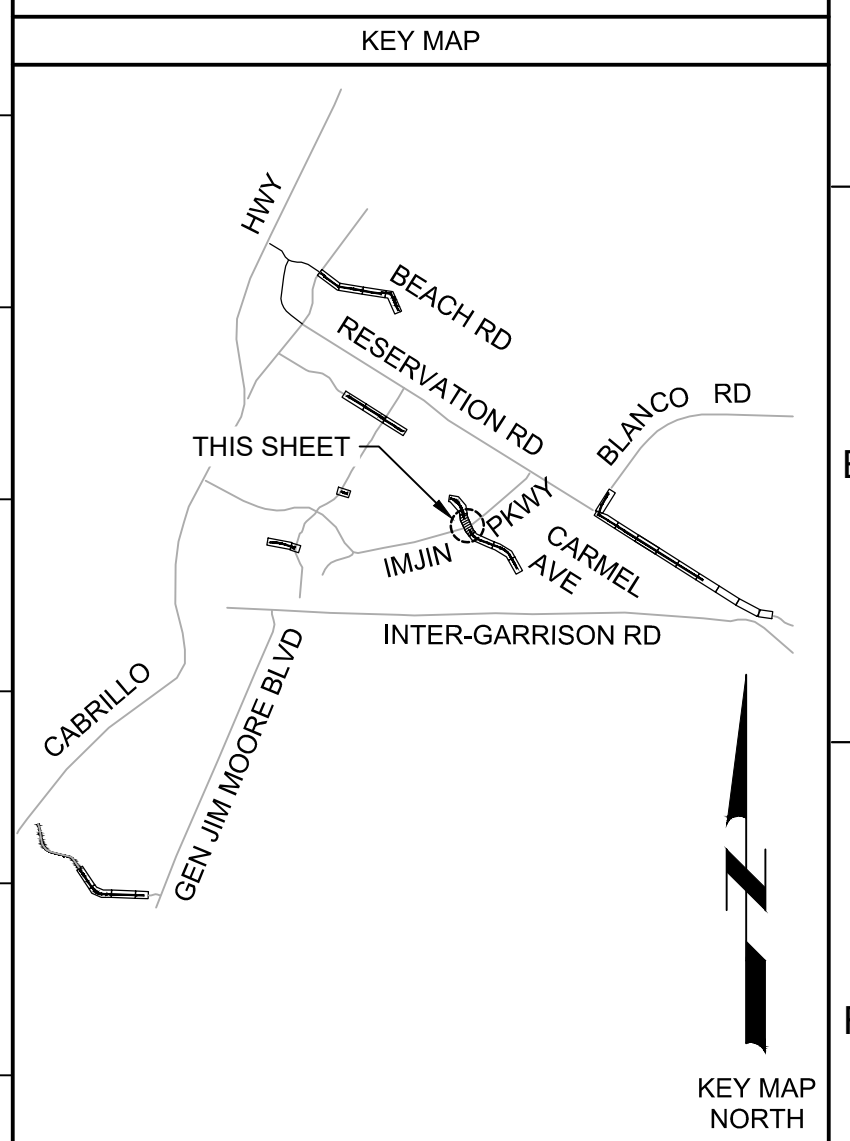 KEY MAP
HWY
BEACH RD
RESERVATION RD
BLANCO RD
THIS SHEET
IMJIN PKWY
CARMEL AVE
INTER-GARRISON RD
CABRILLO
GEN JIM MOORE BLVD
KEY MAP
NORTH